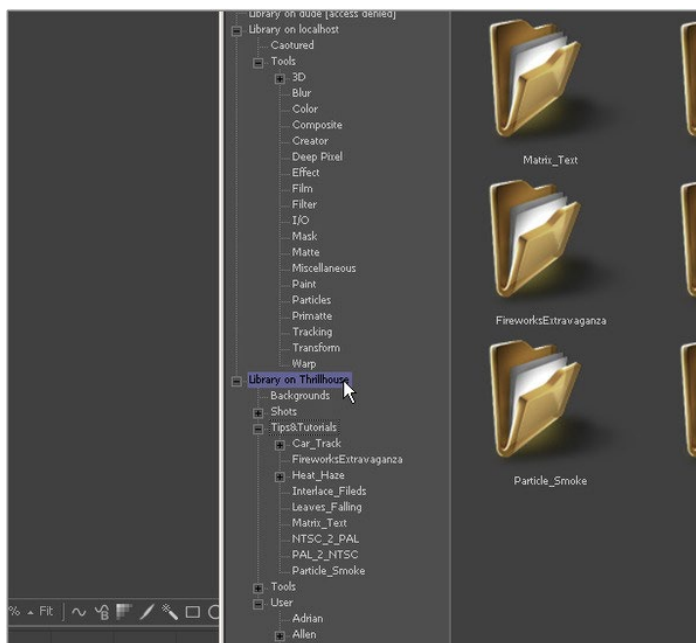 Library on dude [access denied]
Library on localhost
Caotured
Tools
3D
Blur
Color
Composite
Creator
Deep Pixel
Effect
Film
Filter
I/O
Mask
Matte
Miscellaneous
Paint
Particles
Primatte
Tracking
Transform
Warp
Library on Thrillhouse
Backgrounds
Shots
Tips&Tutorials
Car_Track
FireworksExtravaganza
Heat_Haze
Interlace_Fileds
Leaves_Falling
Matrix_Text
NTSC_2_PAL
PAL_2_NTSC
Particle_Smoke
Tools
User
Adrian
Allen
Matrix_Text
FireworksExtravaganza
Particle_Smoke
% Fit